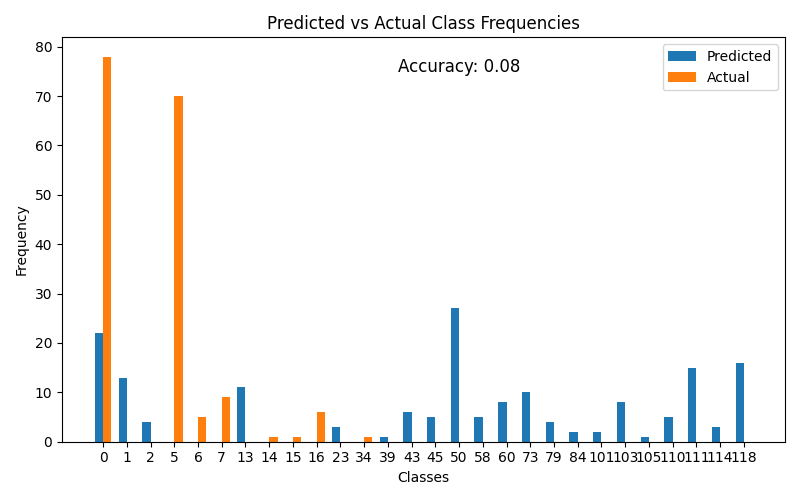 Predicted vs Actual Class Frequencies
Accuracy: 0.08
Predicted
Actual
Frequency
80
70
60
50
40
30
20
10
0
0 1 2 5 6 7 13 14 15 16 23 34 39 43 45 50 58 60 73 79 84 101 103 105 110 111 114 118
Classes